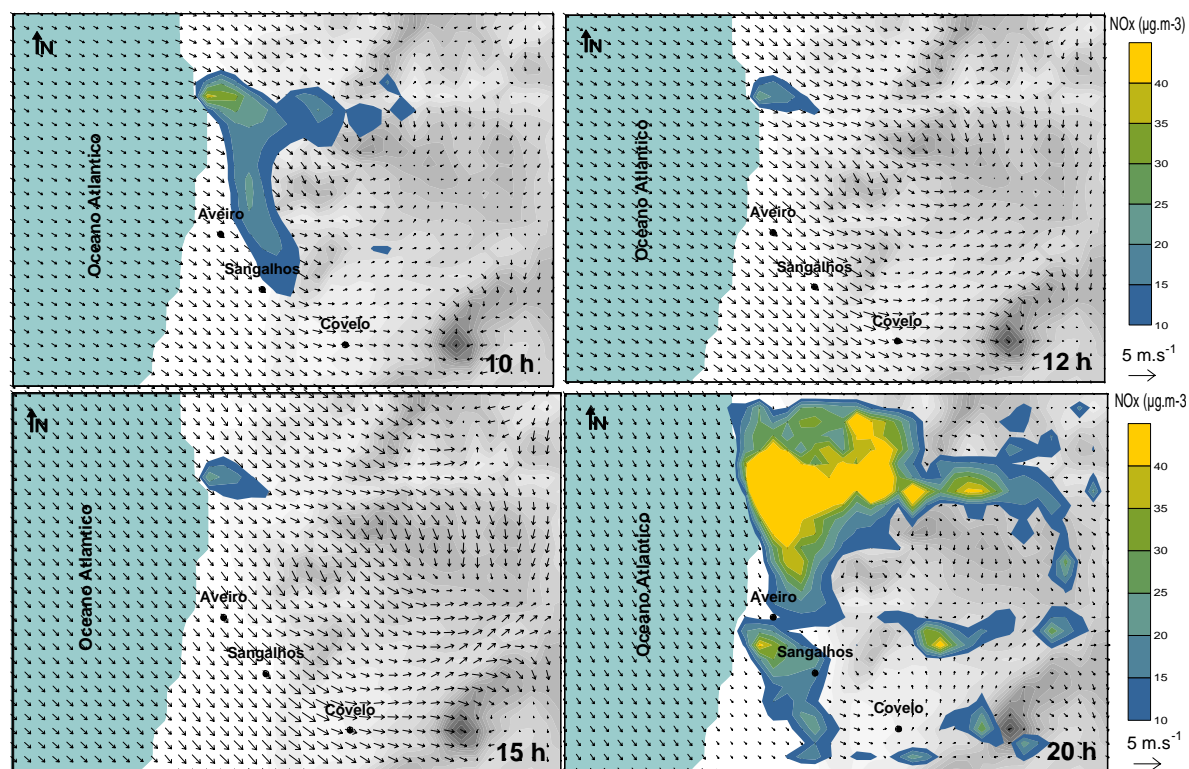 N
Oceano Atlantico
Aveiro
Sangalhos
Covelo
10 h
N
Oceano Atlantico
Aveiro
Sangalhos
Covelo
12 h
NOx (µg.m-3)
40
35
30
25
20
15
10
5 m.s-1
N
Oceano Atlantico
Aveiro
Sangalhos
Covelo
15 h
N
Oceano Atlantico
Aveiro
Sangalhos
Covelo
20 h
NOx (µg.m-3
40
35
30
25
20
15
10
5 m.s-1